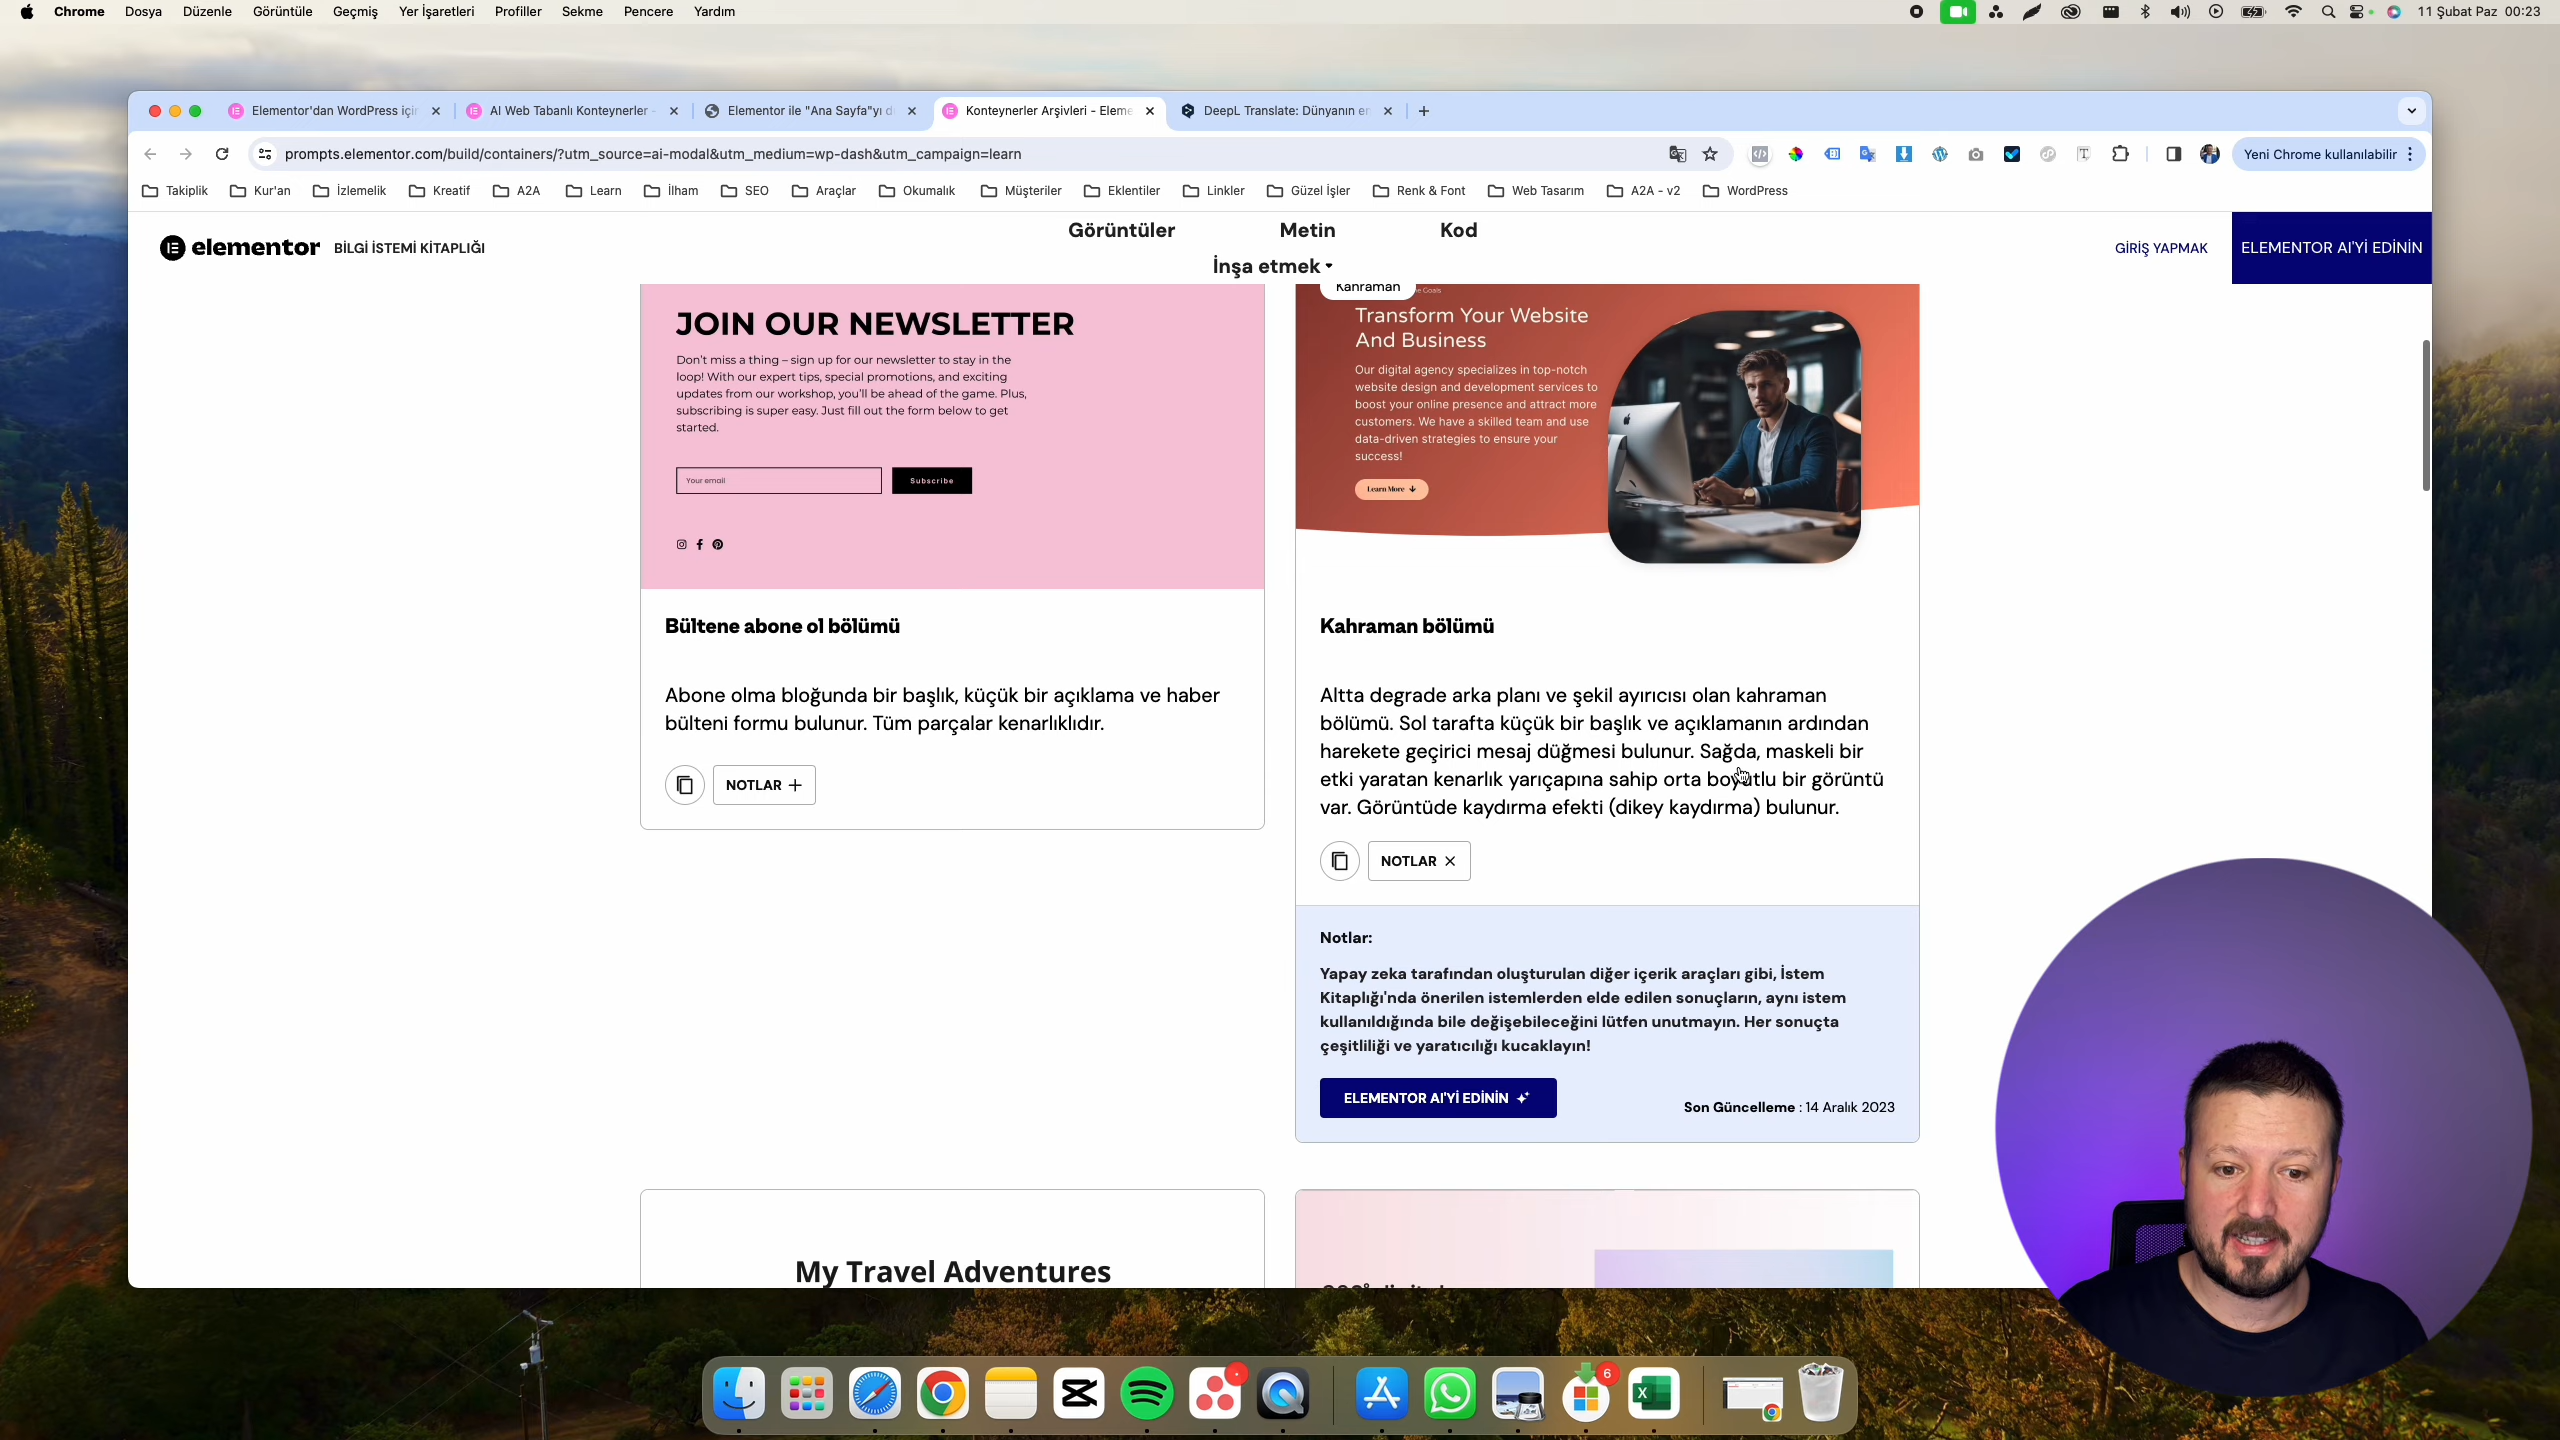 Chrome Dosya Düzenle Görüntüle Geçmiş Yer İşaretleri Profiller Sekme Pencere Yardım
11 Şubat Paz 00:23
Elementor'dan WordPress içi
AI Web Tabanlı Konteynerler -
Elementor ile "Ana Sayfa"yı d
Konteynerler Arşivleri - Eleme
DeepL Translate: Dünyanın en
prompts.elementor.com/build/containers/?utm_source=ai-modal&utm_medium=wp-dash&utm_campaign=learn
Yeni Chrome kullanılabilir
Takiplik Kur'an İzlemelik Kreatif A2A Learn İlham SEO Araçlar Okumalık Müşteriler Eklentiler Linkler Güzel İşler Renk & Font Web Tasarım A2A - v2 WordPress
elementor BİLGİ İSTEMİ KİTAPLIĞI
Görüntüler Metin Kod
İnşa etmek
GİRİŞ YAPMAK
ELEMENTOR AI'Yİ EDİNİN
JOIN OUR NEWSLETTER
Don't miss a thing – sign up for our newsletter to stay in the
loop! With our expert tips, special promotions, and exciting
updates from our workshop, you'll be ahead of the game. Plus,
subscribing is super easy. Just fill out the form below to get
started.
Your email
Subscribe
Bültene abone ol bölümü
Abone olma bloğunda bir başlık, küçük bir açıklama ve haber
bülteni formu bulunur. Tüm parçalar kenarlıklıdır.
NOTLAR
Kahraman
Goals
Transform Your Website
And Business
Our digital agency specializes in top-notch
website design and development services to
boost your online presence and attract more
customers. We have a skilled team and use
data-driven strategies to ensure your
success!
Learn More
Kahraman bölümü
Altta degrade arka planı ve şekil ayırıcısı olan kahraman
bölümü. Sol tarafta küçük bir başlık ve açıklamanın ardından
harekete geçirici mesaj düğmesi bulunur. Sağda, maskeli bir
etki yaratan kenarlık yarıçapına sahip orta boyutlu bir görüntü
var. Görüntüde kaydırma efekti (dikey kaydırma) bulunur.
NOTLAR
Notlar:
Yapay zeka tarafından oluşturulan diğer içerik araçları gibi, İstem
Kitaplığı'nda önerilen istemlerden elde edilen sonuçların, aynı istem
kullanıldığında bile değişebileceğini lütfen unutmayın. Her sonuçta
çeşitliliği ve yaratıcılığı kucaklayın!
ELEMENTOR AI'Yİ EDİNİN
Son Güncelleme : 14 Aralık 2023
My Travel Adventures
6